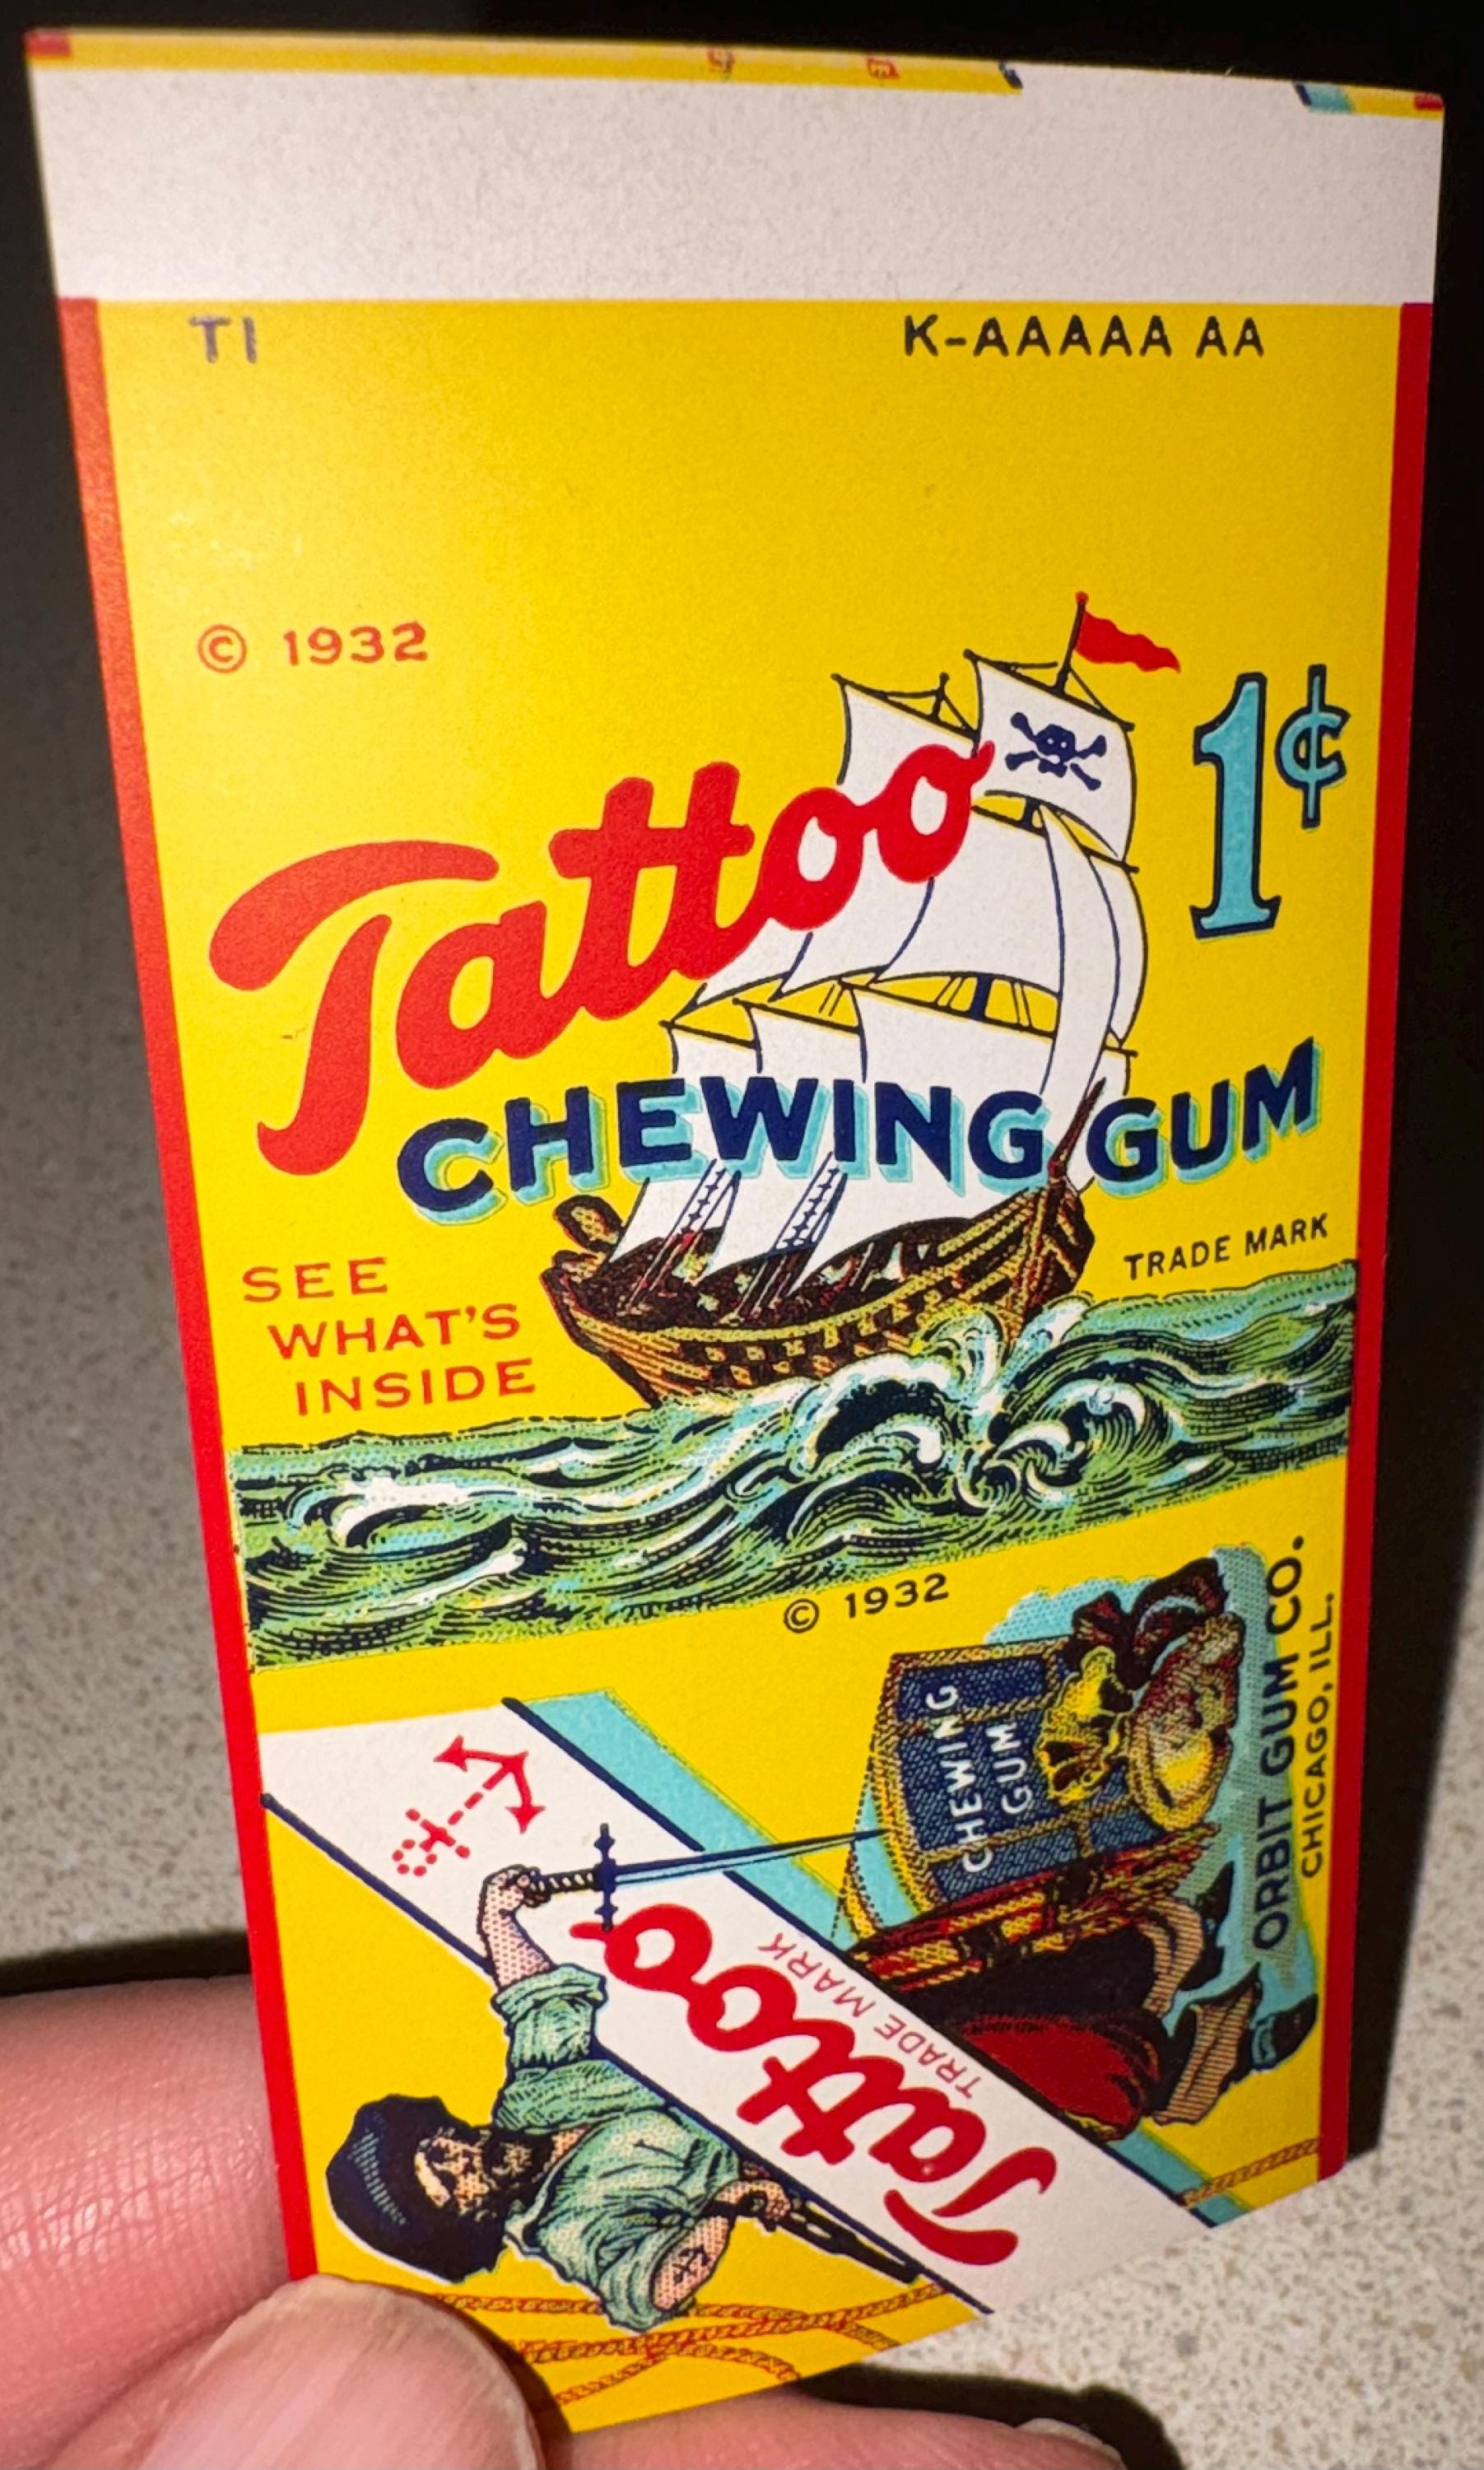 TI
K-AAAAA AA
© 1932
1¢
Tattoo
CHEWING GUM
TRADE MARK
SEE
WHAT'S
INSIDE
© 1932
CHEWING
GUM
ORBIT GUM CO.
CHICAGO, ILL.
Tattoo
TRADE MARK